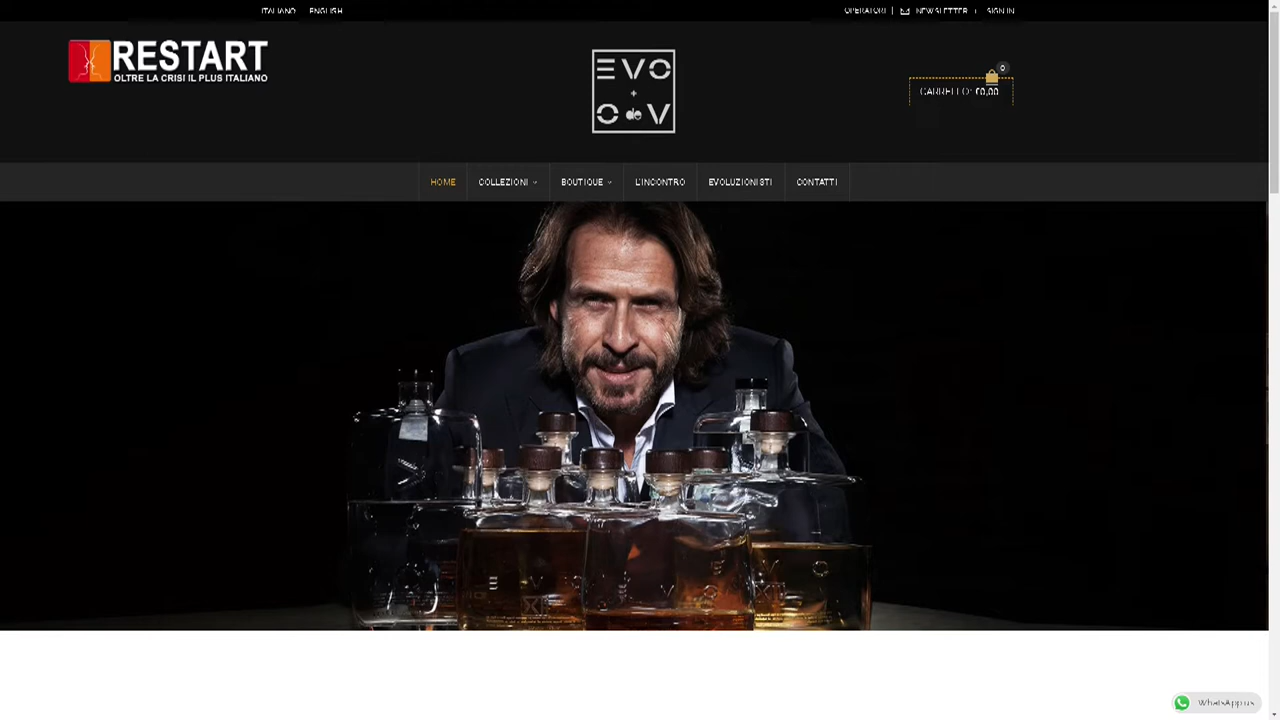 ITALIANO ENGLISH OPERATORI NEWSLETTER SIGN IN
RESTART
OLTRE LA CRISI IL PLUS ITALIANO
EVO
+
O de V
0
CARRELLO: €0,00
HOME COLLEZIONI BOUTIQUE L'INCONTRO EVOLUZIONISTI CONTATTI
E V O
WhatsApp us